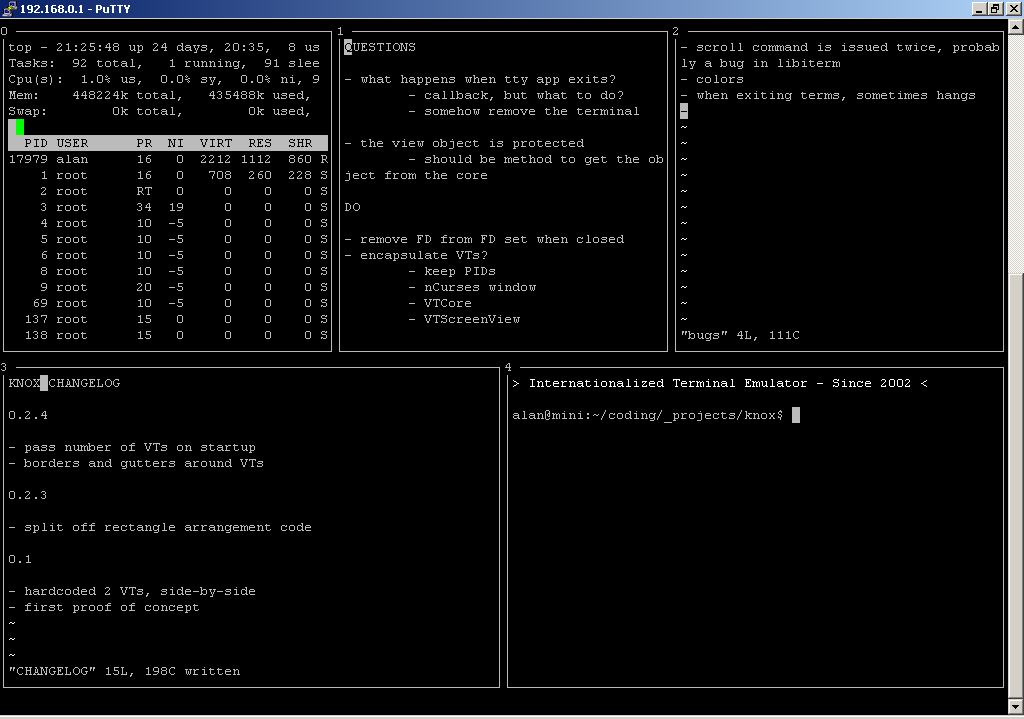 192.168.0.1 - PuTTY
0
top - 21:25:48 up 24 days, 20:35,  8 us
Tasks:  92 total,   1 running,  91 slee
Cpu(s):  1.0% us,  0.0% sy,  0.0% ni, 9
Mem:    448224k total,   435488k used,
Swap:        0k total,        0k used,
  PID USER      PR  NI  VIRT  RES  SHR
17979 alan      16   0  2212 1112  860 R
    1 root      16   0   708  260  228 S
    2 root      RT   0     0    0    0 S
    3 root      34  19     0    0    0 S
    4 root      10  -5     0    0    0 S
    5 root      10  -5     0    0    0 S
    6 root      10  -5     0    0    0 S
    8 root      10  -5     0    0    0 S
    9 root      20  -5     0    0    0 S
   69 root      10  -5     0    0    0 S
  137 root      15   0     0    0    0 S
  138 root      15   0     0    0    0 S
1
QUESTIONS
- what happens when tty app exits?
        - callback, but what to do?
        - somehow remove the terminal
- the view object is protected
        - should be method to get the ob
ject from the core
DO
- remove FD from FD set when closed
- encapsulate VTs?
        - keep PIDs
        - nCurses window
        - VTCore
        - VTScreenView
2
- scroll command is issued twice, probab
ly a bug in libiterm
- colors
- when exiting terms, sometimes hangs
-
~
~
~
~
~
~
~
~
~
~
~
~
~
"bugs" 4L, 111C
3
KNOX CHANGELOG
0.2.4
- pass number of VTs on startup
- borders and gutters around VTs
0.2.3
- split off rectangle arrangement code
0.1
- hardcoded 2 VTs, side-by-side
- first proof of concept
~
~
~
"CHANGELOG" 15L, 198C written
4
> Internationalized Terminal Emulator - Since 2002 <
alan@mini:~/coding/_projects/knox$